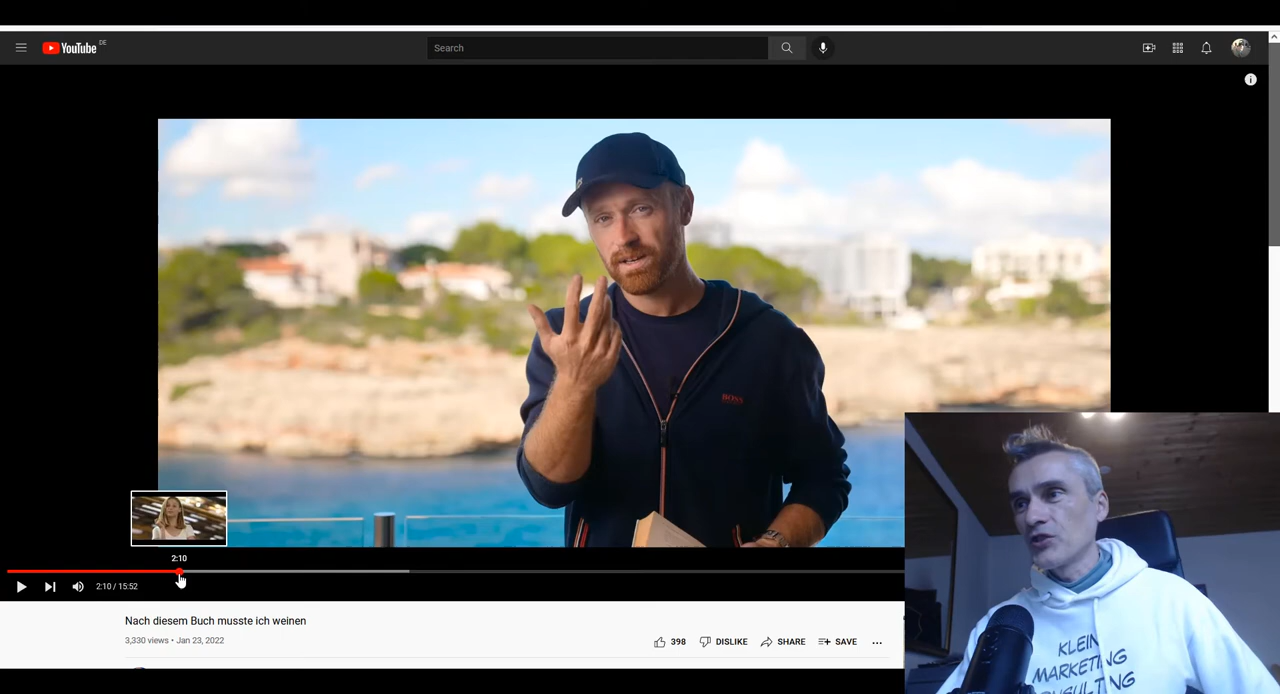 YouTube DE
Search
BOSS
2:10
2:10 / 15:52
Nach diesem Buch musste ich weinen
3,330 views • Jan 23, 2022
398
DISLIKE
SHARE
SAVE
KLEIN
MARKETING
CONSULTING